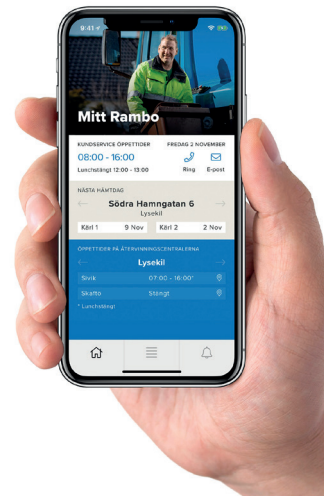 9:41
Mitt Rambo
KUNDSERVICE ÖPPETTIDER FREDAG 2 NOVEMBER
08:00 - 16:00
Lunchstängt 12:00 - 13:00 Ring E-post
NÄSTA HÄMTDAG
Södra Hamngatan 6
Lysekil
Kärl 1 9 Nov Kärl 2 2 Nov
ÖPPETTIDER PÅ ÅTERVINNINGSCENTRALERNA
Lysekil
Sivik 07:00 - 16:00*
Skaftö Stängt
* Lunchstängt